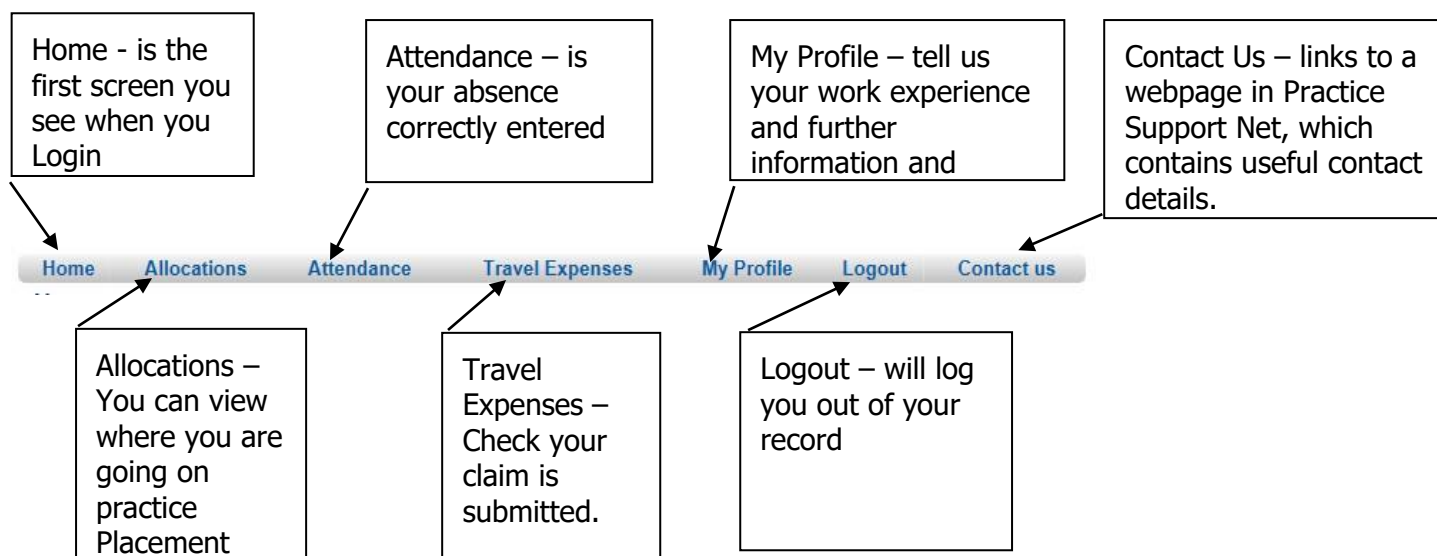 Home - is the
first screen you
see when you
Login
Attendance – is
your absence
correctly entered
My Profile – tell us
your work experience
and further
information and
Contact Us – links to a
webpage in Practice
Support Net, which
contains useful contact
details.
Home Allocations Attendance Travel Expenses My Profile Logout Contact us
Allocations –
You can view
where you are
going on
practice
Placement
Travel
Expenses –
Check your
claim is
submitted.
Logout – will log
you out of your
record